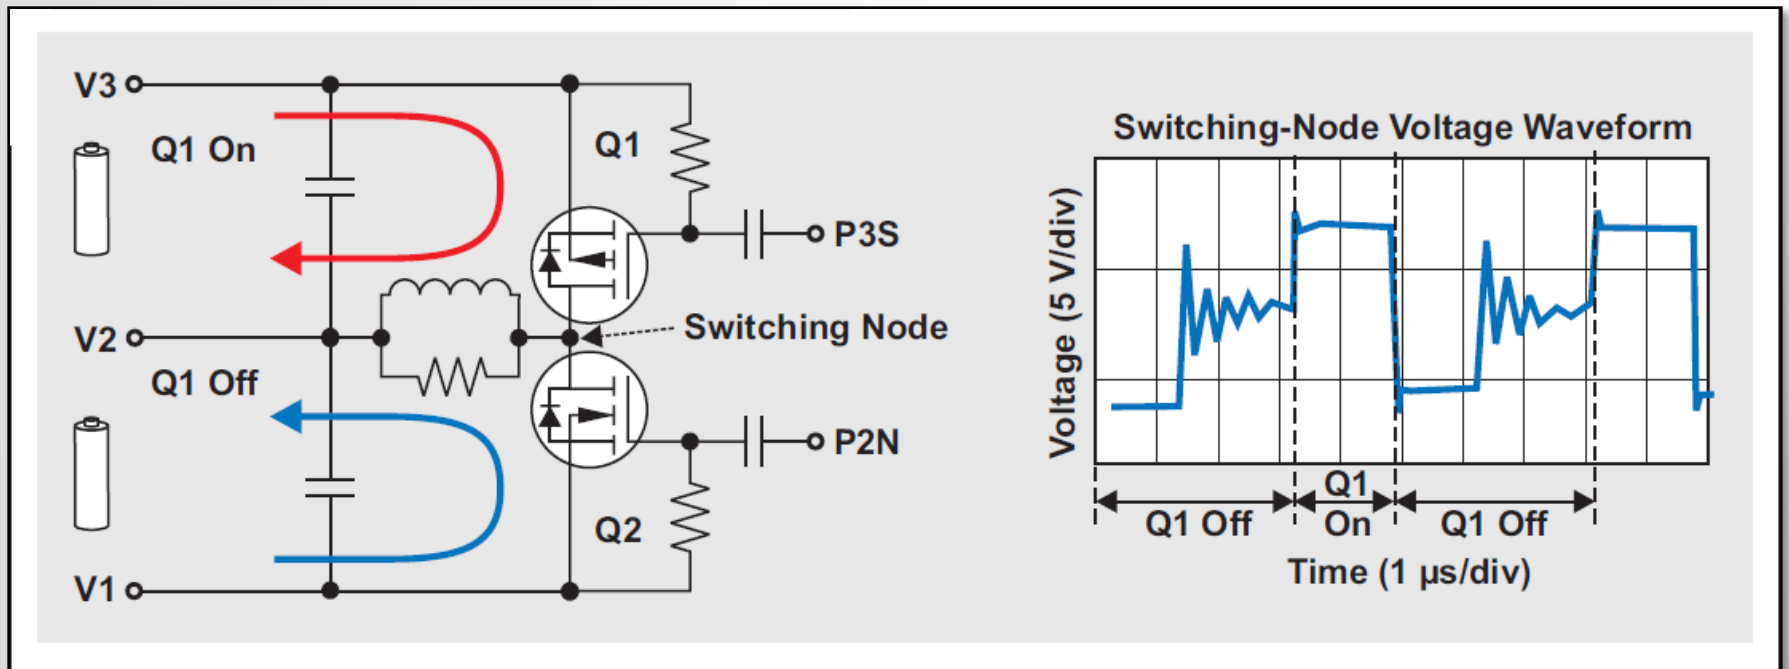 V3
Q1 On
Q1
P3S
V2
Switching Node
Q1 Off
P2N
Q2
V1
Switching-Node Voltage Waveform
Voltage (5 V/div)
Q1 Off
Q1
On
Q1 Off
Time (1 µs/div)